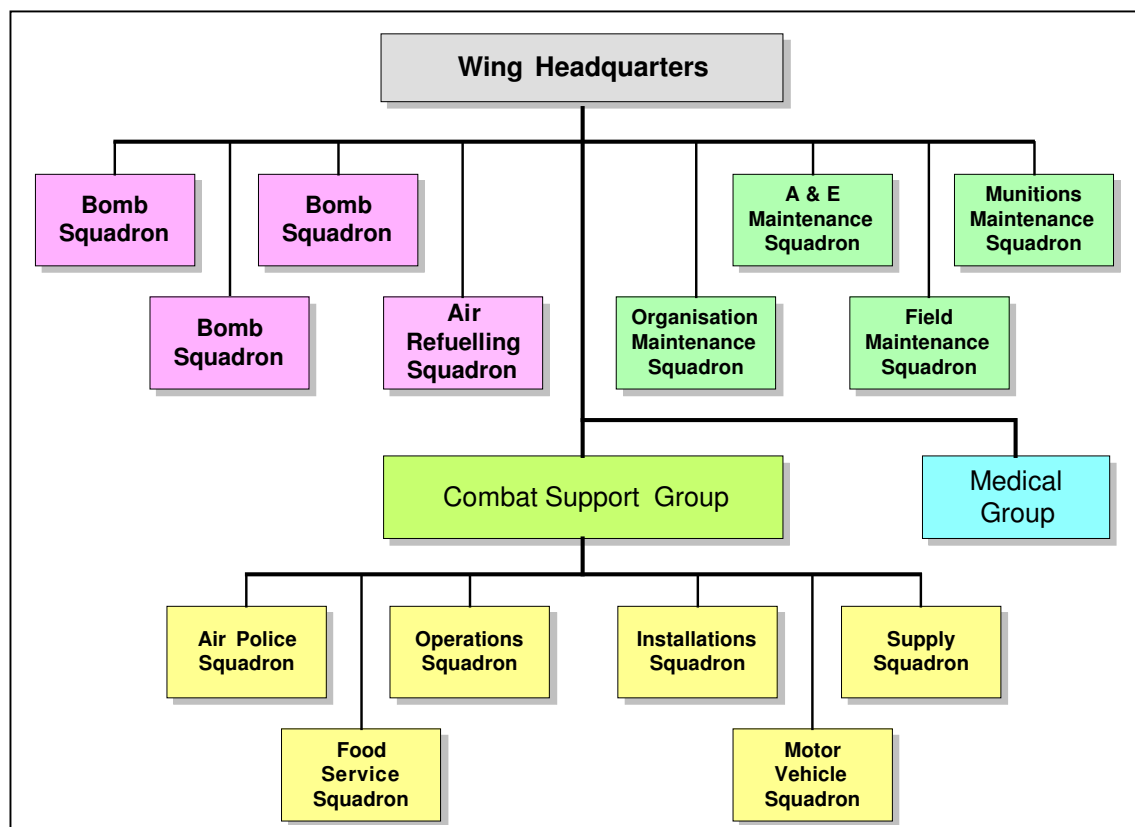 Wing Headquarters
Bomb
Squadron
Bomb
Squadron
A & E
Maintenance
Squadron
Munitions
Maintenance
Squadron
Bomb
Squadron
Air
Refuelling
Squadron
Organisation
Maintenance
Squadron
Field
Maintenance
Squadron
Combat Support Group
Medical
Group
Air Police
Squadron
Operations
Squadron
Installations
Squadron
Supply
Squadron
Food
Service
Squadron
Motor
Vehicle
Squadron